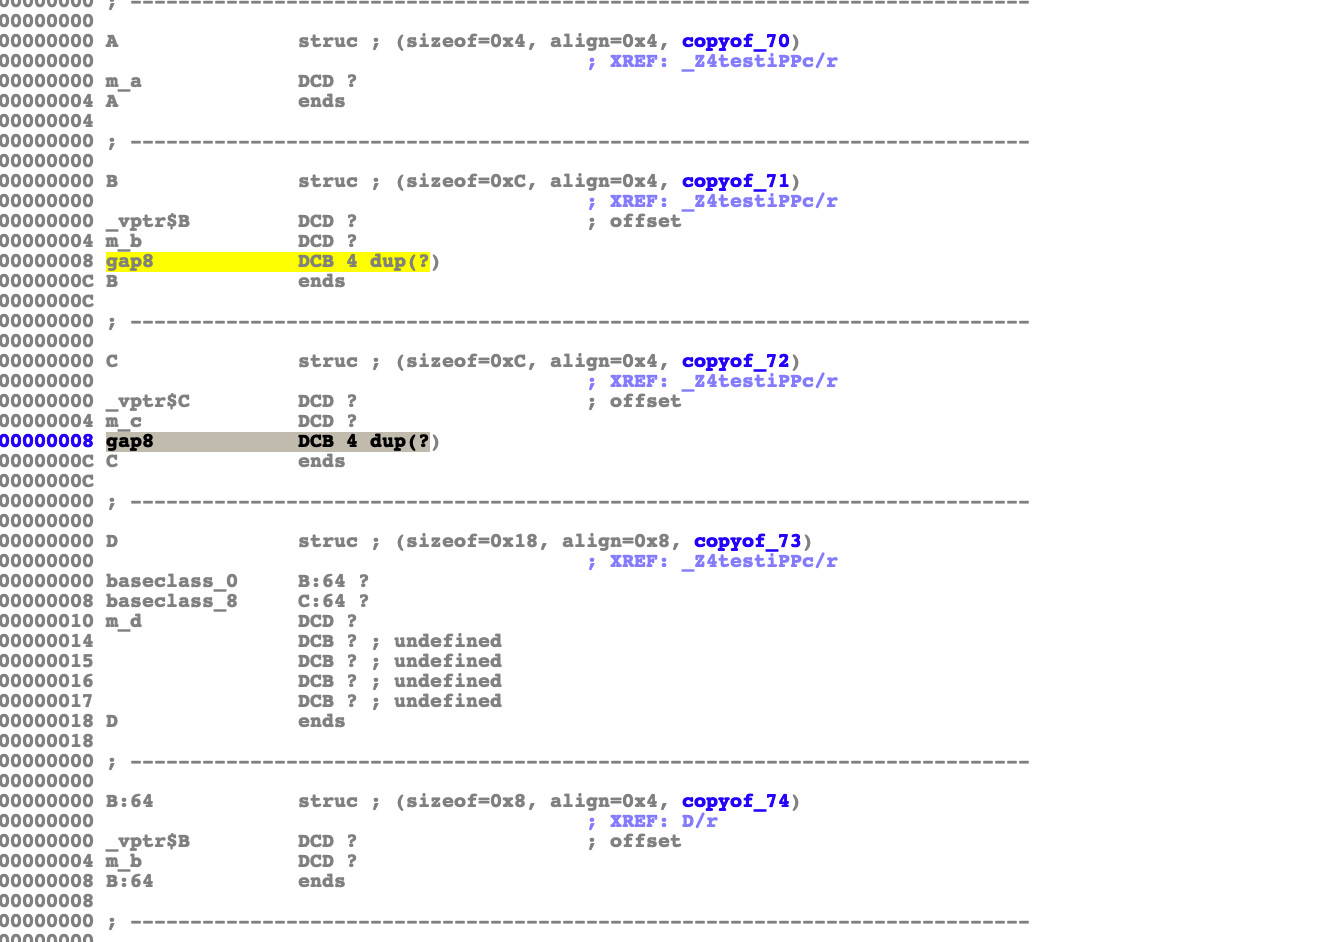 00000000 ; ---------------------------------------------------------------------------
00000000
00000000 A               struc ; (sizeof=0x4, align=0x4, copyof_70)
00000000                                         ; XREF: _Z4testiPPc/r
00000000 m_a             DCD ?
00000004 A               ends
00000004
00000000 ; ---------------------------------------------------------------------------
00000000
00000000 B               struc ; (sizeof=0xC, align=0x4, copyof_71)
00000000                                         ; XREF: _Z4testiPPc/r
00000000 _vptr$B         DCD ?                   ; offset
00000004 m_b             DCD ?
00000008 gap8            DCB 4 dup(?)
0000000C B               ends
0000000C
00000000 ; ---------------------------------------------------------------------------
00000000
00000000 C               struc ; (sizeof=0xC, align=0x4, copyof_72)
00000000                                         ; XREF: _Z4testiPPc/r
00000000 _vptr$C         DCD ?                   ; offset
00000004 m_c             DCD ?
00000008 gap8            DCB 4 dup(?)
0000000C C               ends
0000000C
00000000 ; ---------------------------------------------------------------------------
00000000
00000000 D               struc ; (sizeof=0x18, align=0x8, copyof_73)
00000000                                         ; XREF: _Z4testiPPc/r
00000000 baseclass_0     B:64 ?
00000008 baseclass_8     C:64 ?
00000010 m_d             DCD ?
00000014                 DCB ? ; undefined
00000015                 DCB ? ; undefined
00000016                 DCB ? ; undefined
00000017                 DCB ? ; undefined
00000018 D               ends
00000018
00000000 ; ---------------------------------------------------------------------------
00000000
00000000 B:64            struc ; (sizeof=0x8, align=0x4, copyof_74)
00000000                                         ; XREF: D/r
00000000 _vptr$B         DCD ?                   ; offset
00000004 m_b             DCD ?
00000008 B:64            ends
00000008
00000000 ; ---------------------------------------------------------------------------
00000000